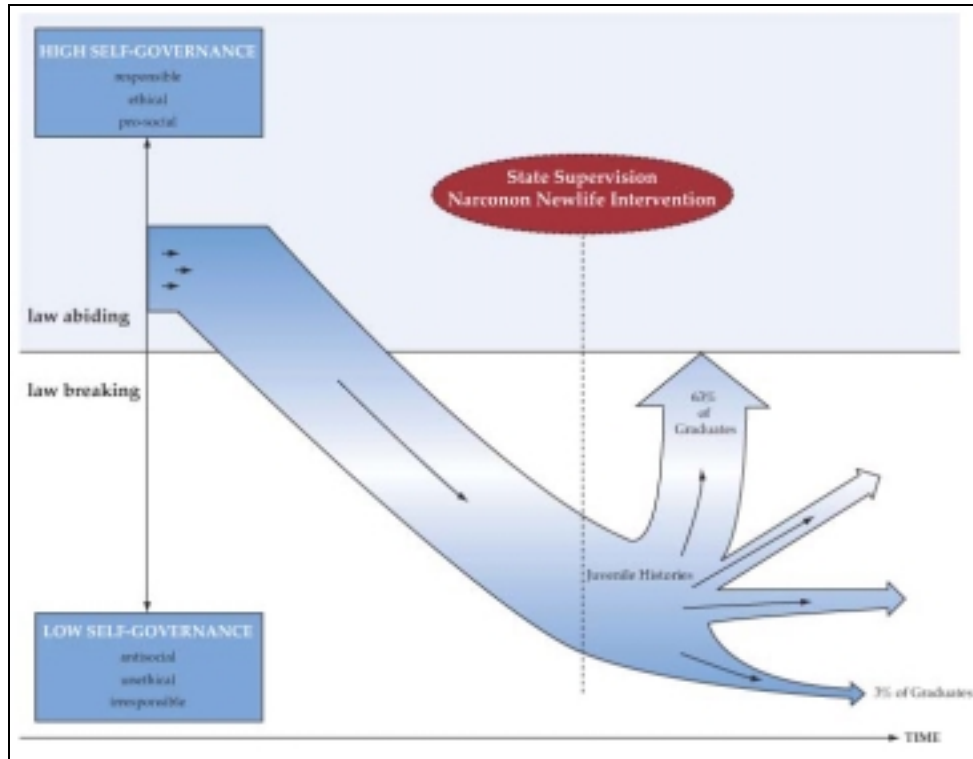 HIGH SELF-GOVERNANCE
responsible
ethical
pro-social
State Supervision
Narconon Newlife Intervention
law abiding
law breaking
63%
of
Graduates
Juvenile Histories
LOW SELF-GOVERNANCE
antisocial
unethical
irresponsible
3% of Graduates
TIME